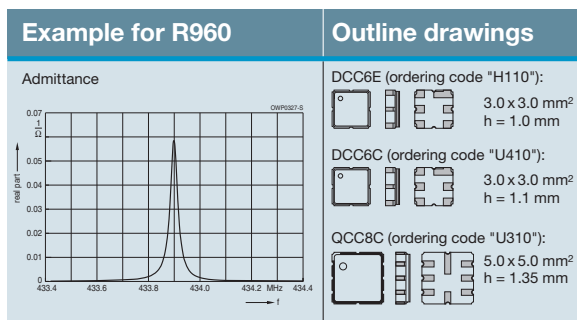 Example for R960
Admittance
OWP0327-S
0.07
1
Ω
0.05
0.04
0.03
0.02
0.01
0
real part
433.4
433.6
433.8
434.0
434.2 MHz 434.4
f
Outline drawings
DCC6E (ordering code "H110"):
3.0 x 3.0 mm²
h = 1.0 mm
DCC6C (ordering code "U410"):
3.0 x 3.0 mm²
h = 1.1 mm
QCC8C (ordering code "U310"):
5.0 x 5.0 mm²
h = 1.35 mm